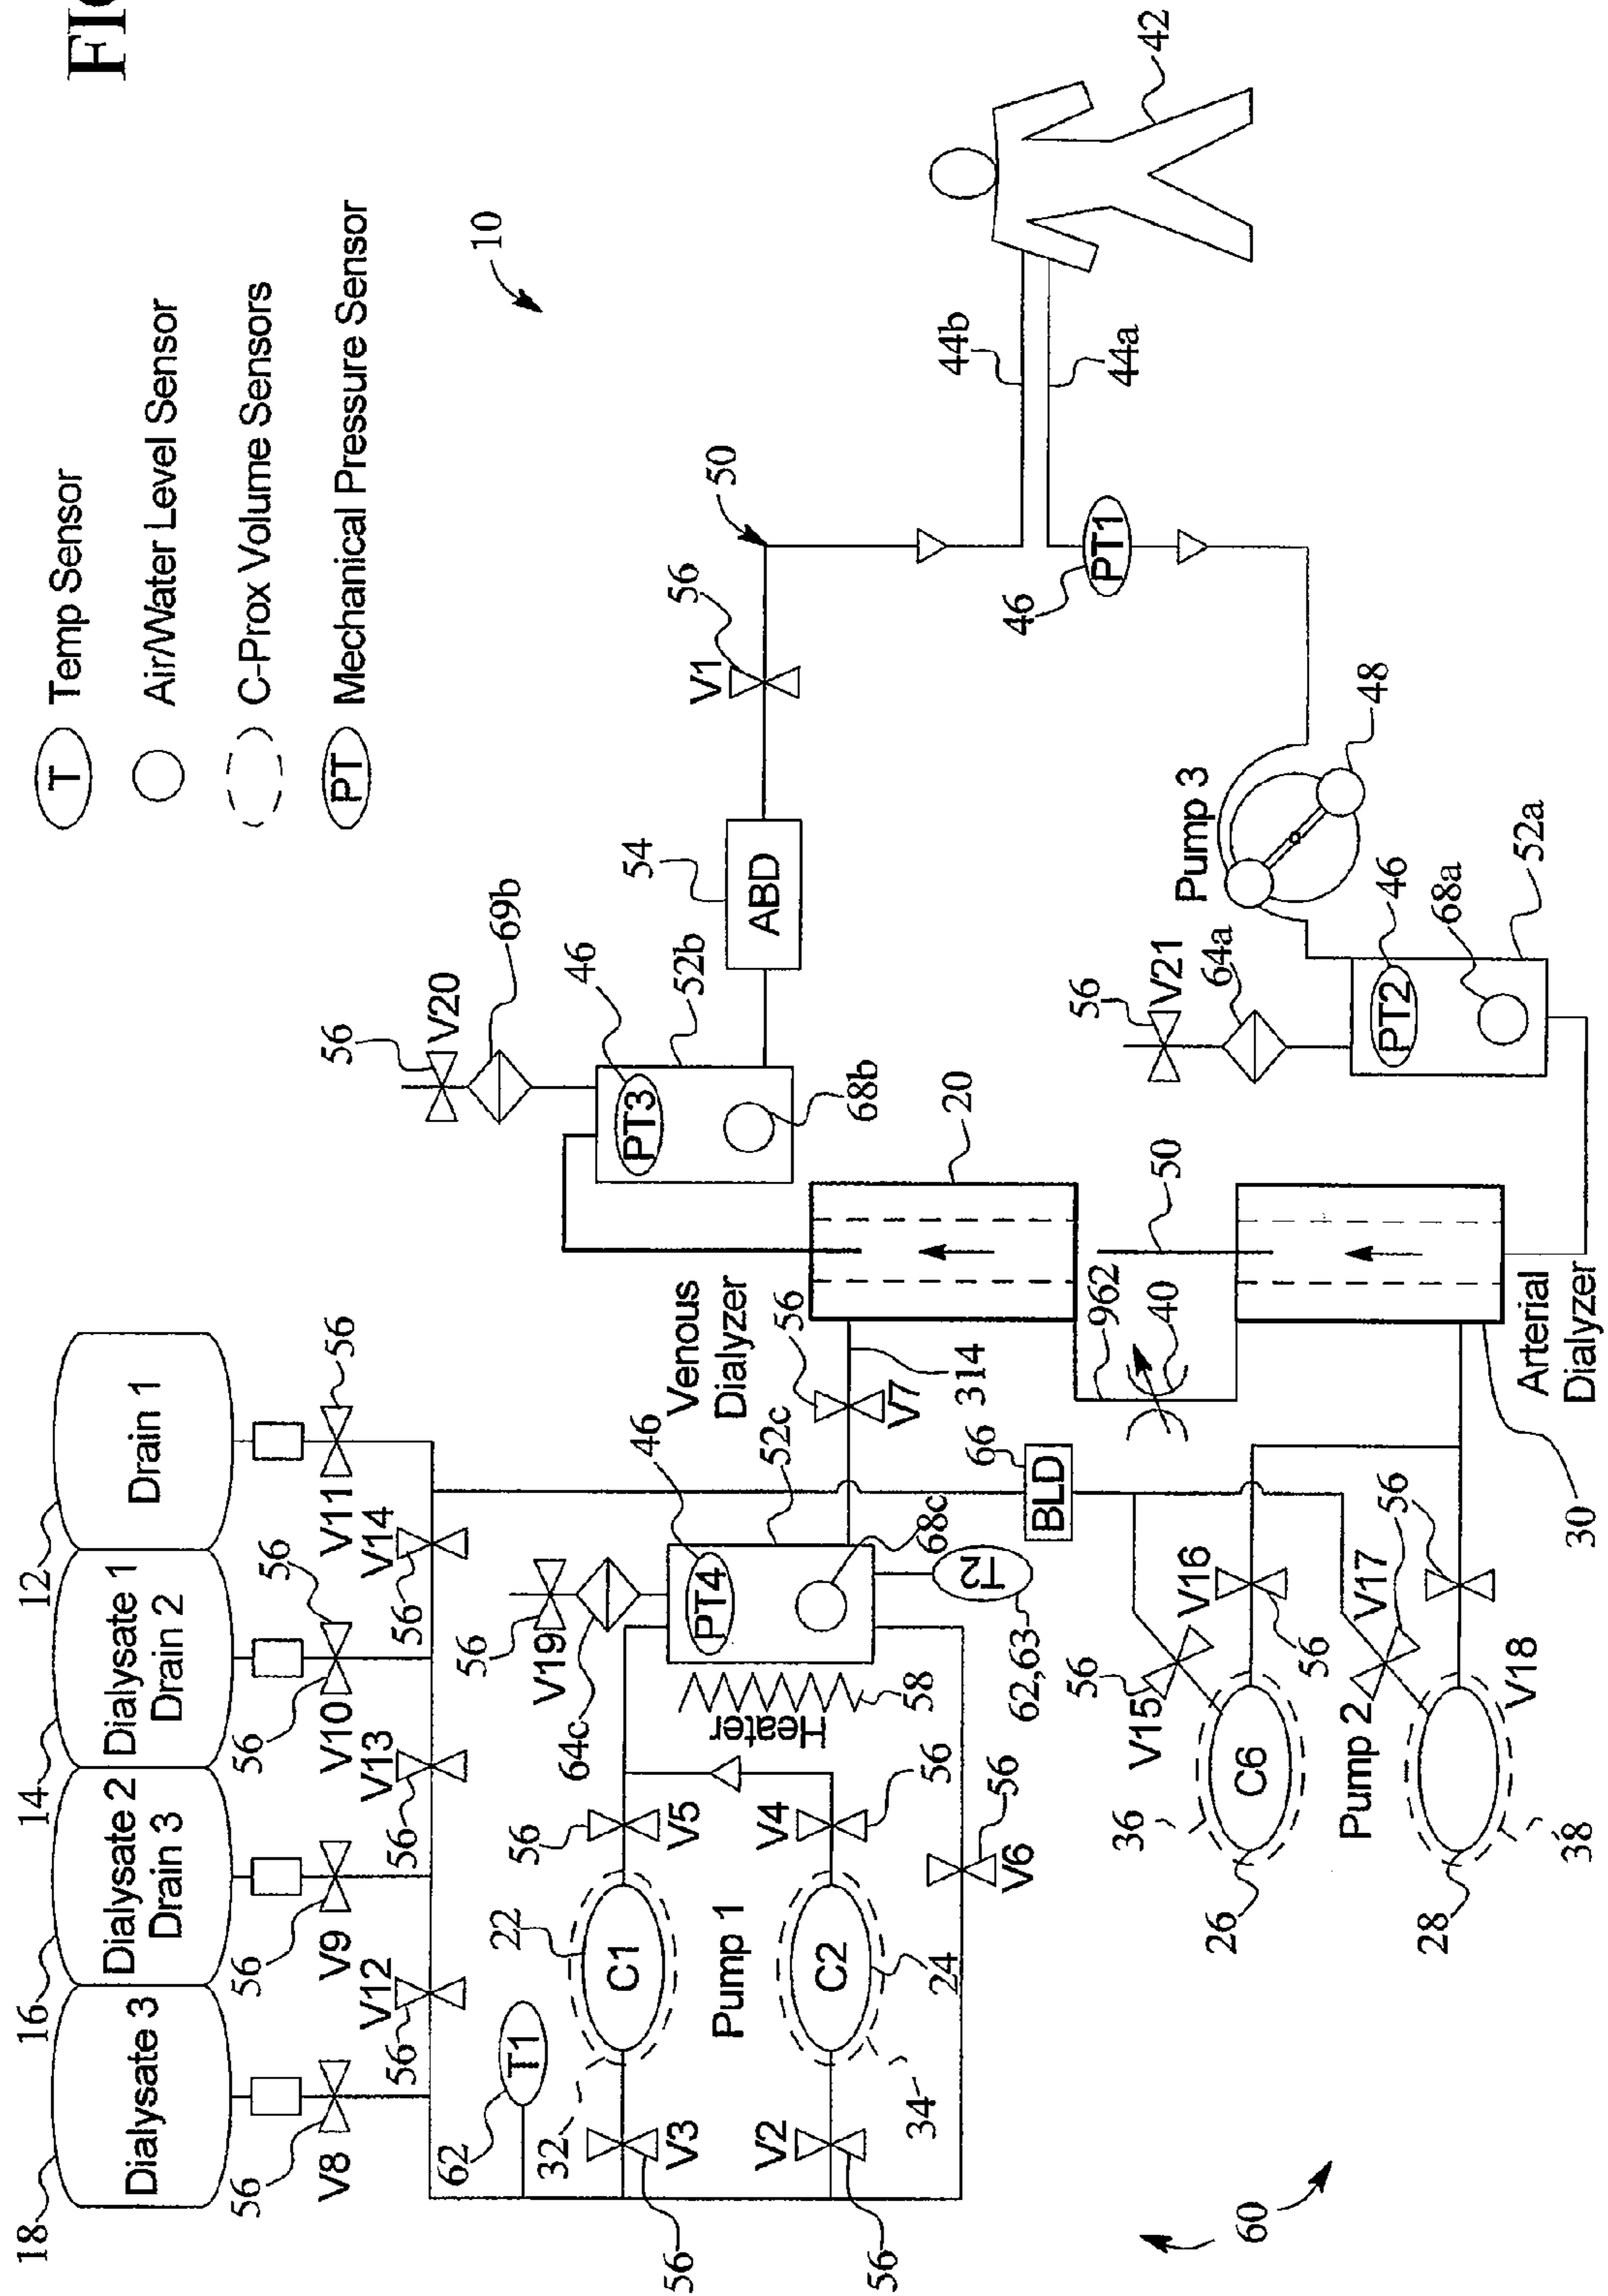 FIG
T Temp Sensor
Air/Water Level Sensor
C-Prox Volume Sensors
PT Mechanical Pressure Sensor
10
18
16
14
12
Dialysate 3
Dialysate 2
Drain 3
Dialysate 1
Drain 2
Drain 1
56
V8
56
V9
56
V10
56
V11
56
56
V12
56
V13
56
V14
56
62
T1
32
22
C1
V3
56
56
V5
Pump 1
C2
24
34
V2
56
V4
56
V6
56
64c
V19
56
PT4
46
52c
68c
Heater
58
T2
62,63
BLD
66
V7
56
314
Venous
Dialyzer
20
56
V20
69b
46
PT3
52b
68b
54
ABD
V1
56
50
44b
44a
42
46
PT1
Pump 3
48
56
V21
64a
46
PT2
68a
52a
50
962
40
Arterial
Dialyzer
30
V15
56
V16
56
V17
56
V18
C6
36
26
Pump 2
28
38
60